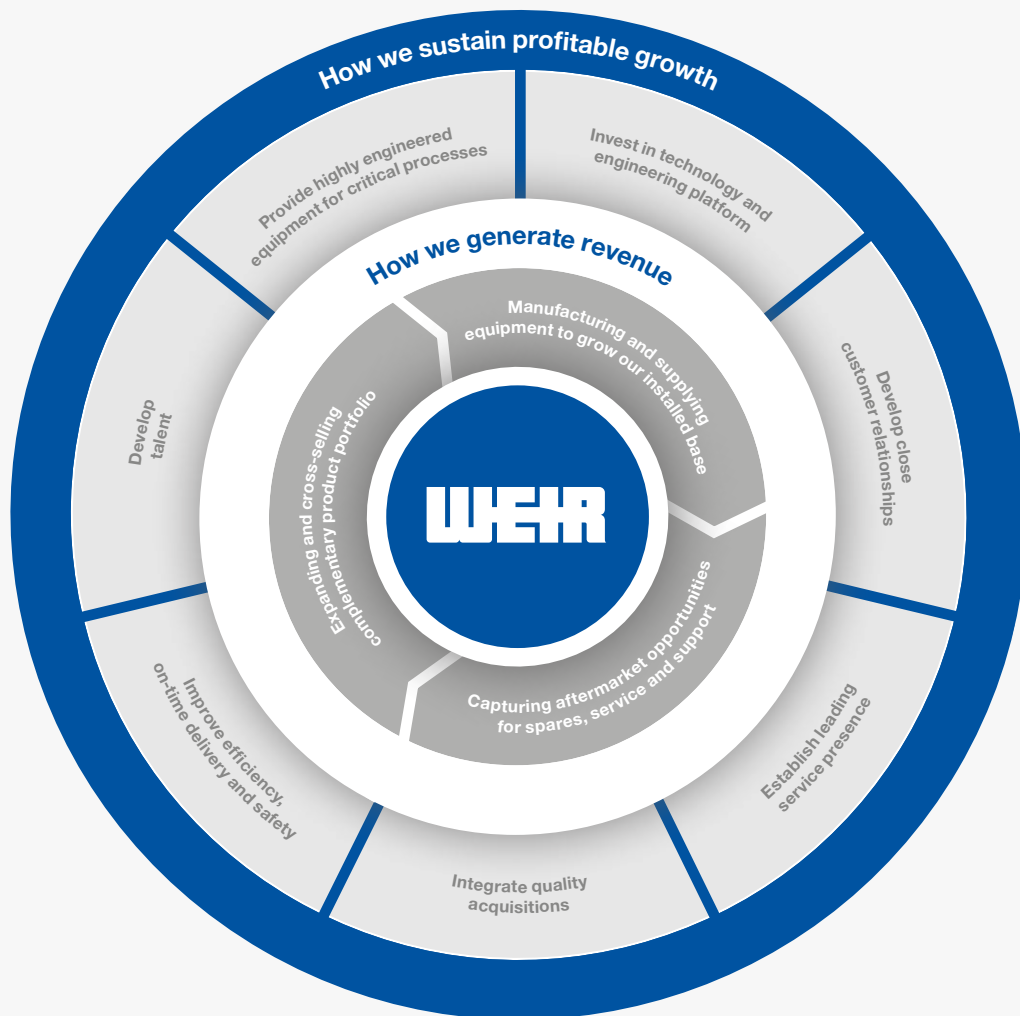 How we sustain profitable growth
Provide highly engineered
equipment for critical processes
Invest in technology and
engineering platform
Develop close
customer relationships
Establish leading
service presence
Integrate quality
acquisitions
Improve efficiency,
on-time delivery and safety
Develop
talent
How we generate revenue
Manufacturing and supplying
equipment to grow our installed base
Capturing aftermarket opportunities
for spares, service and support
Expanding and cross-selling
complementary product portfolio
WEIR